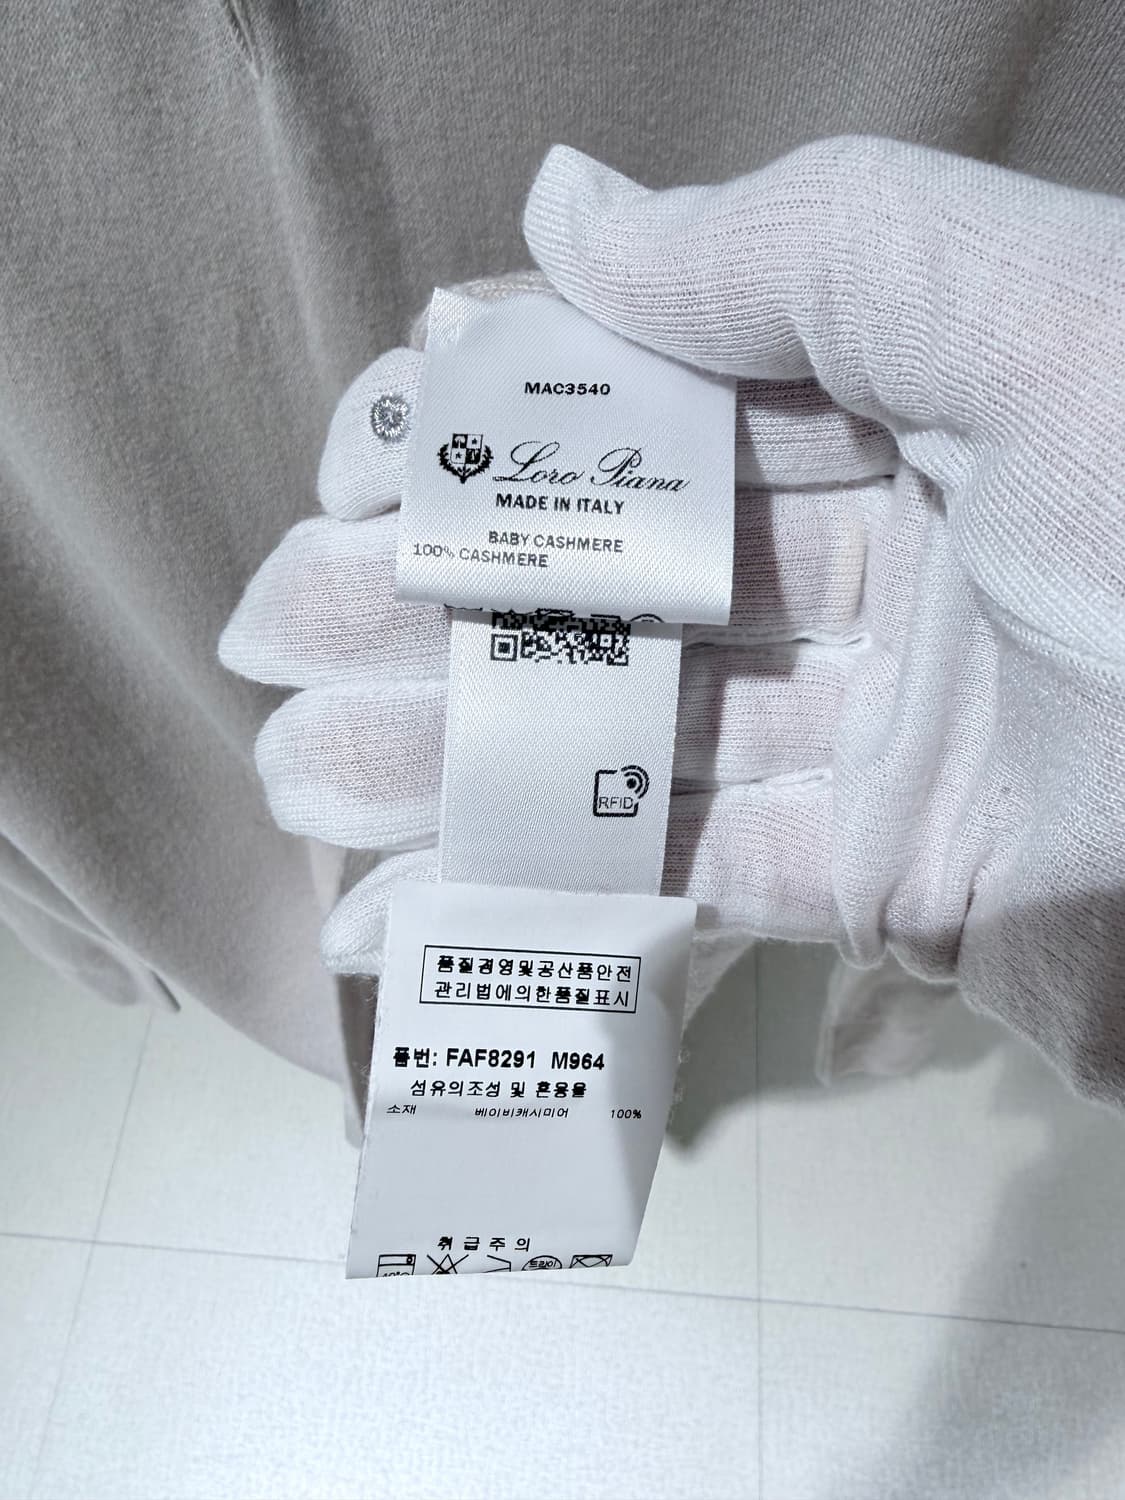 MAC3540
Loro Piana
MADE IN ITALY
BABY CASHMERE
100% CASHMERE
RFID
품질경영및공산품안전
관리법에의한품질표시
품번: FAF8291 M964
섬유의조성 및 혼용율
소재 베이비캐시미어 100%
취급주의
드라이